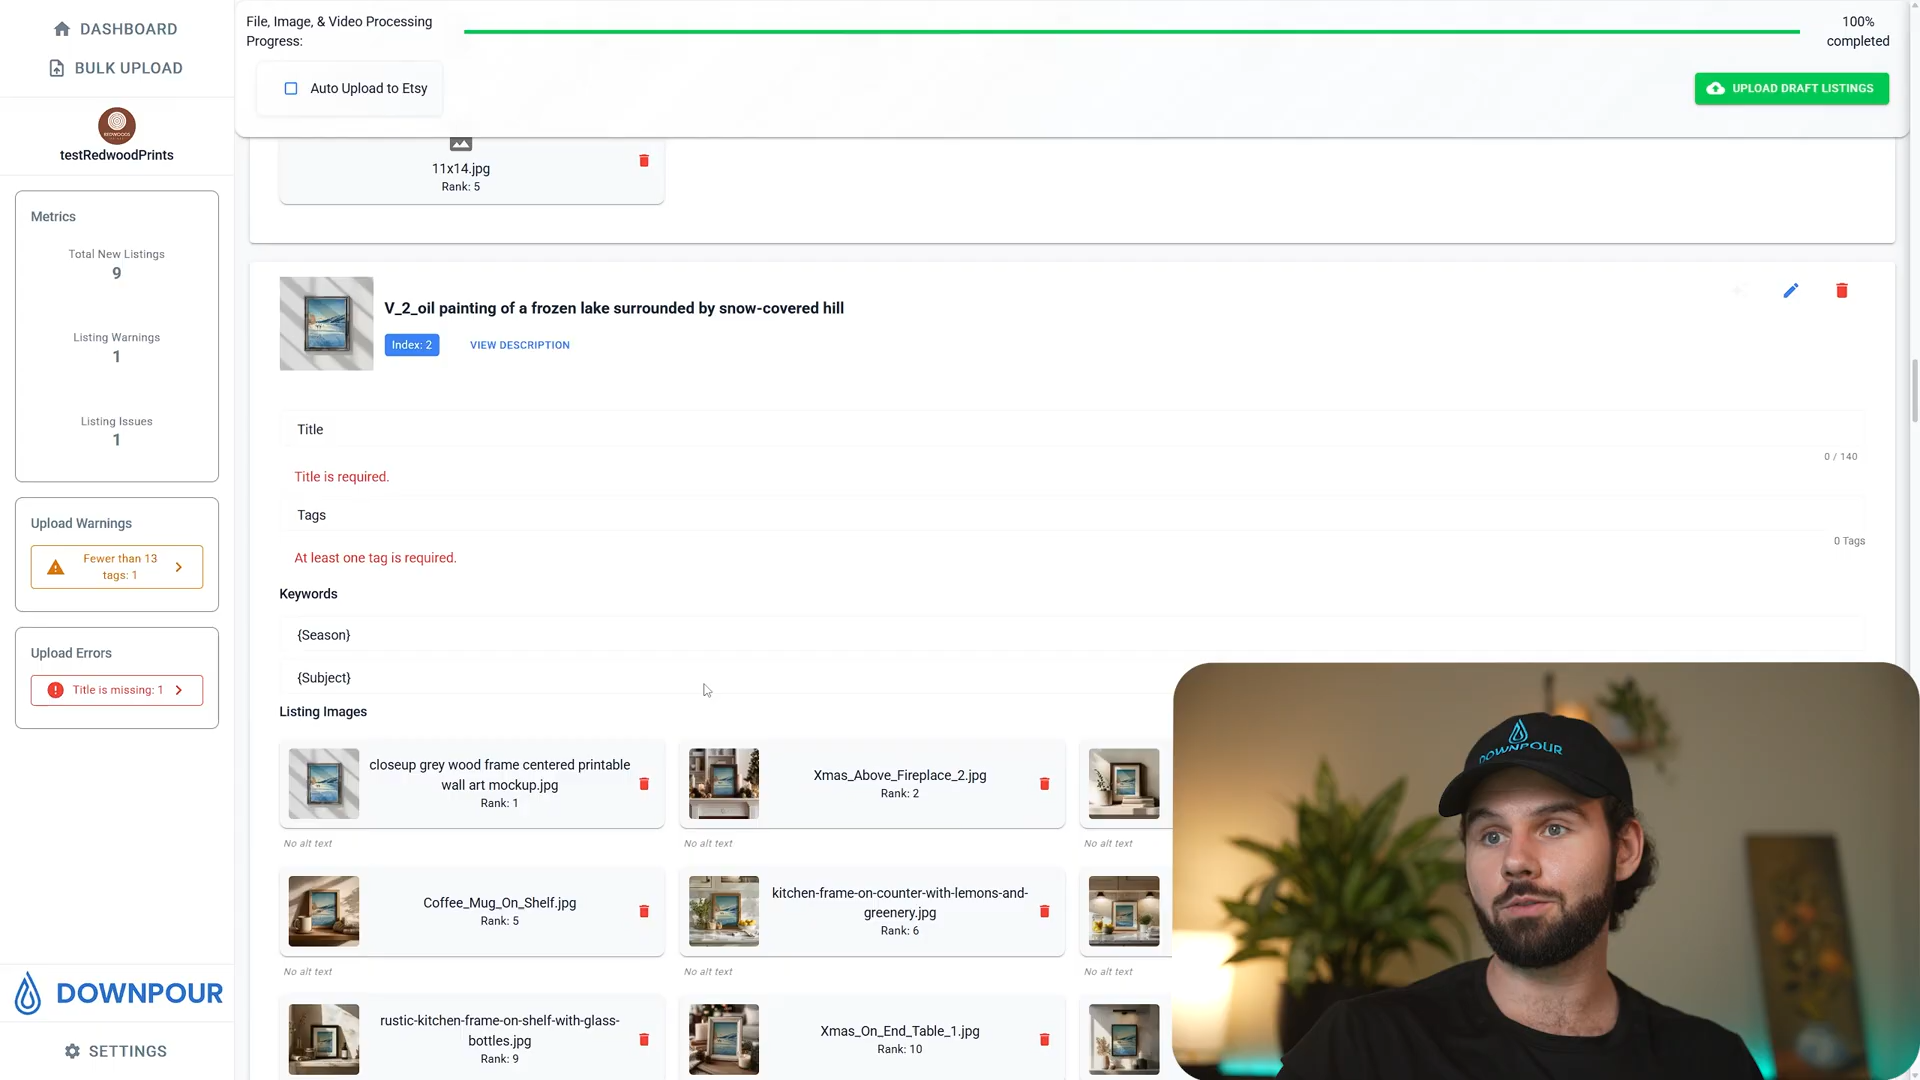 DASHBOARD
BULK UPLOAD
testRedwoodPrints
Metrics
Total New Listings
9
Listing Warnings
1
Listing Issues
1
Upload Warnings
Fewer than 13
tags: 1
Upload Errors
Title is missing: 1
DOWNPOUR
SETTINGS
File, Image, & Video Processing
Progress:
100%
completed
Auto Upload to Etsy
UPLOAD DRAFT LISTINGS
11x14.jpg
Rank: 5
V_2_oil painting of a frozen lake surrounded by snow-covered hill
Index: 2
VIEW DESCRIPTION
Title
0 / 140
Title is required.
Tags
0 Tags
At least one tag is required.
Keywords
{Season}
{Subject}
Listing Images
closeup grey wood frame centered printable
wall art mockup.jpg
Rank: 1
Xmas_Above_Fireplace_2.jpg
Rank: 2
No alt text
No alt text
No alt text
Coffee_Mug_On_Shelf.jpg
Rank: 5
kitchen-frame-on-counter-with-lemons-and-
greenery.jpg
Rank: 6
No alt text
No alt text
No alt text
rustic-kitchen-frame-on-shelf-with-glass-
bottles.jpg
Rank: 9
Xmas_On_End_Table_1.jpg
Rank: 10
DOWNPOUR